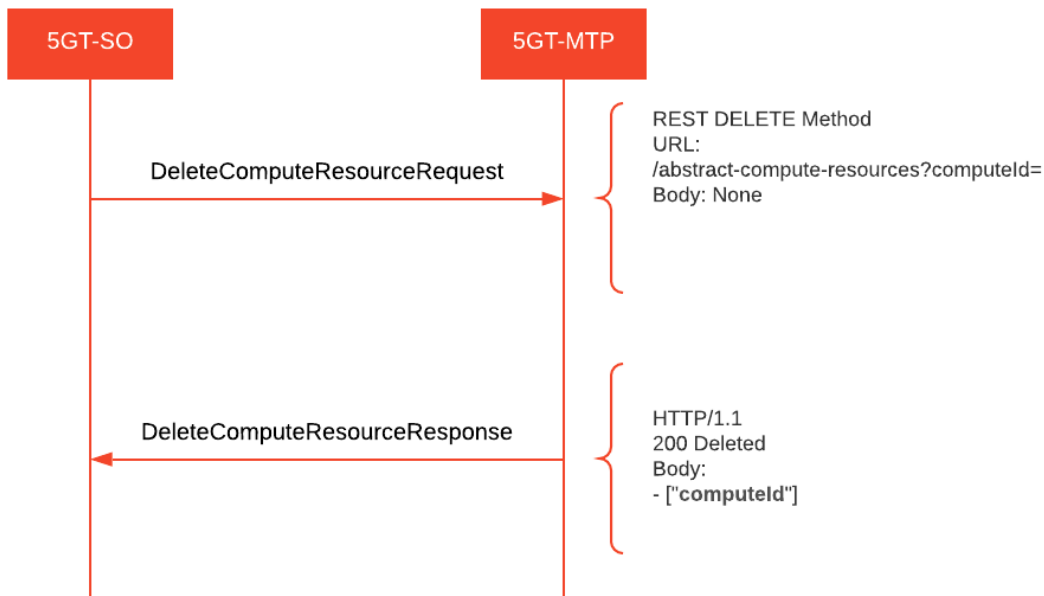 5GT-SO
5GT-MTP
REST DELETE Method
URL:
/abstract-compute-resources?computeId=
Body: None
DeleteComputeResourceRequest
HTTP/1.1
200 Deleted
Body:
- ["computeId"]
DeleteComputeResourceResponse